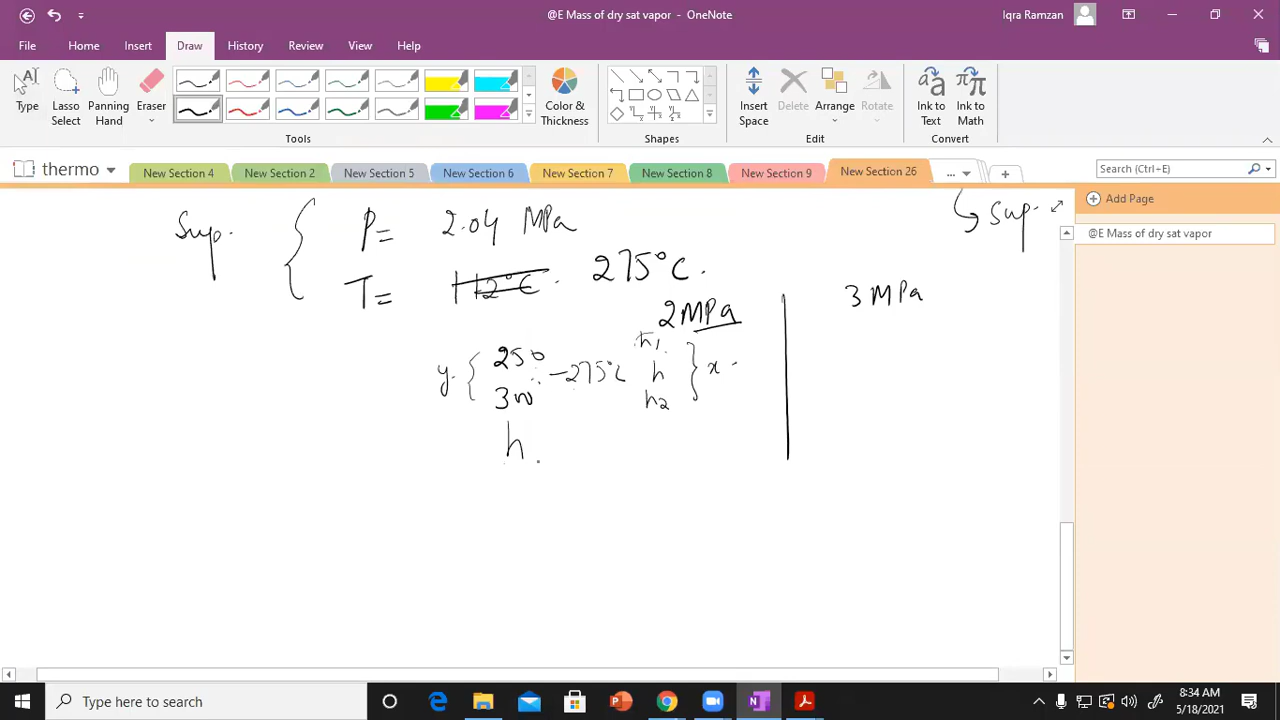 @E Mass of dry sat vapor - OneNote
Iqra Ramzan
File Home Insert Draw History Review View Help
Type
Lasso Select
Panning Hand
Eraser
Color & Thickness
Insert Space
Delete
Arrange
Rotate
Ink to Text
Ink to Math
Tools
Shapes
Edit
Convert
thermo
New Section 4
New Section 2
New Section 5
New Section 6
New Section 7
New Section 8
New Section 9
New Section 26
...
Search (Ctrl+E)
Add Page
@E Mass of dry sat vapor
Sup.
Sup. P= 2.04 MPa
T= 112°C 275°C.
2MPa
3 MPa
h1
y. { 250 - 275°C h } x
300 h2
h
Type here to search
8:34 AM
5/18/2021